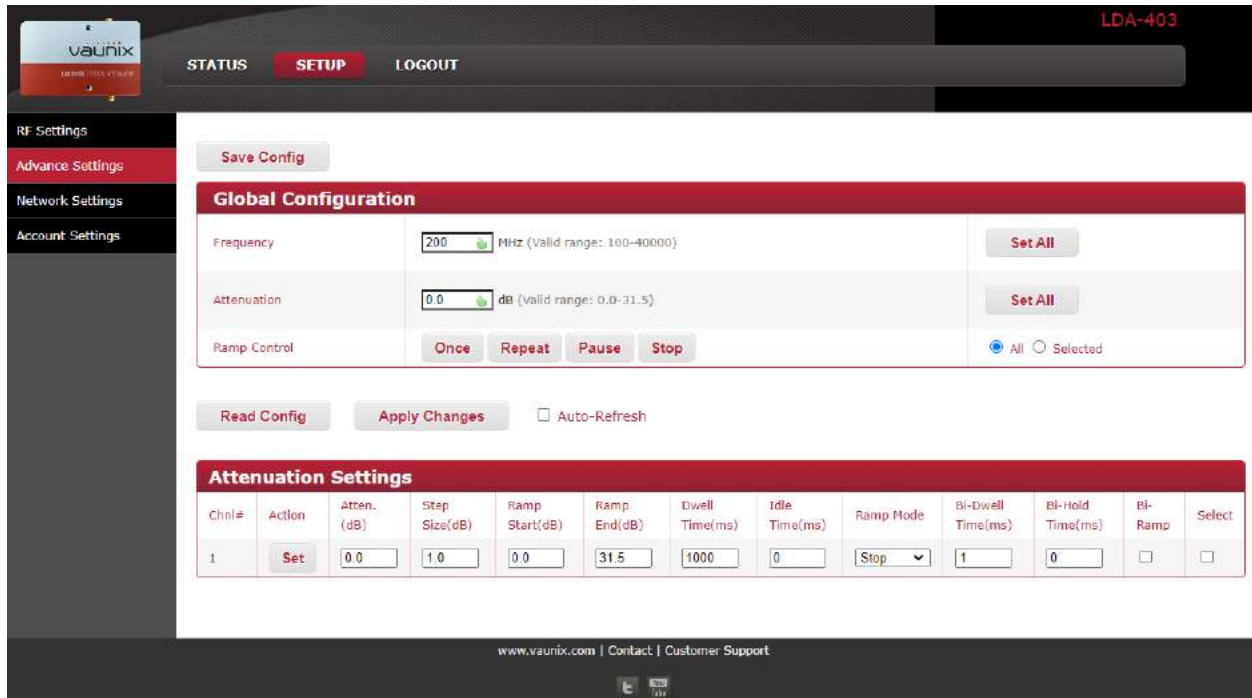 LDA-403
vaunix
STATUS SETUP LOGOUT
RF Settings
Advance Settings
Network Settings
Account Settings
Save Config
Global Configuration
Frequency 200 MHz (Valid range: 100-40000) Set All
Attenuation 0.0 dB (Valid range: 0.0-31.5) Set All
Ramp Control Once Repeat Pause Stop All Selected
Read Config Apply Changes Auto-Refresh
Attenuation Settings
Chnl# Action Atten. (dB) Step Size(dB) Ramp Start(dB) Ramp End(dB) Dwell Time(ms) Idle Time(ms) Ramp Mode Bi-Dwell Time(ms) Bi-Hold Time(ms) Bi-Ramp Select
1 Set 0.0 1.0 0.0 31.5 1000 0 Stop 1 0
www.vaunix.com | Contact | Customer Support